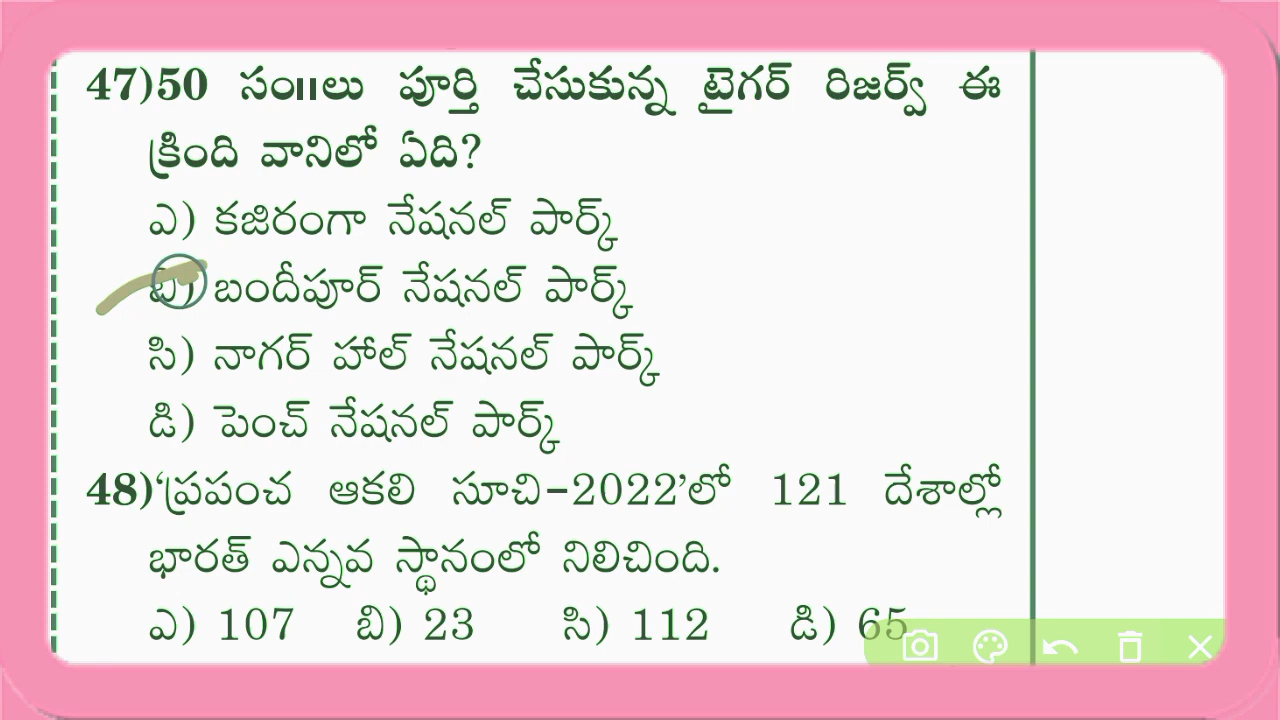 47)50 సంıılు పూర్తి చేసుకున్న టైగర్ రిజర్వ్ ఈ
క్రింది వానిలో ఏది?
ఎ) కజిరంగా నేషనల్ పార్క్
బి) బందీపూర్ నేషనల్ పార్క్
సి) నాగర్ హాల్ నేషనల్ పార్క్
డి) పెంచ్ నేషనల్ పార్క్
48)‘ప్రపంచ ఆకలి సూచి-2022’లో 121 దేశాల్లో
భారత్ ఎన్నవ స్థానంలో నిలిచింది.
ఎ) 107 బి) 23 సి) 112 డి) 65